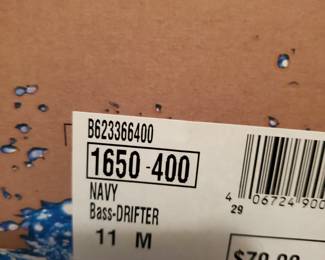 B623366400
1650-400
NAVY
Bass-DRIFTER
11 M
4 06724 900
29